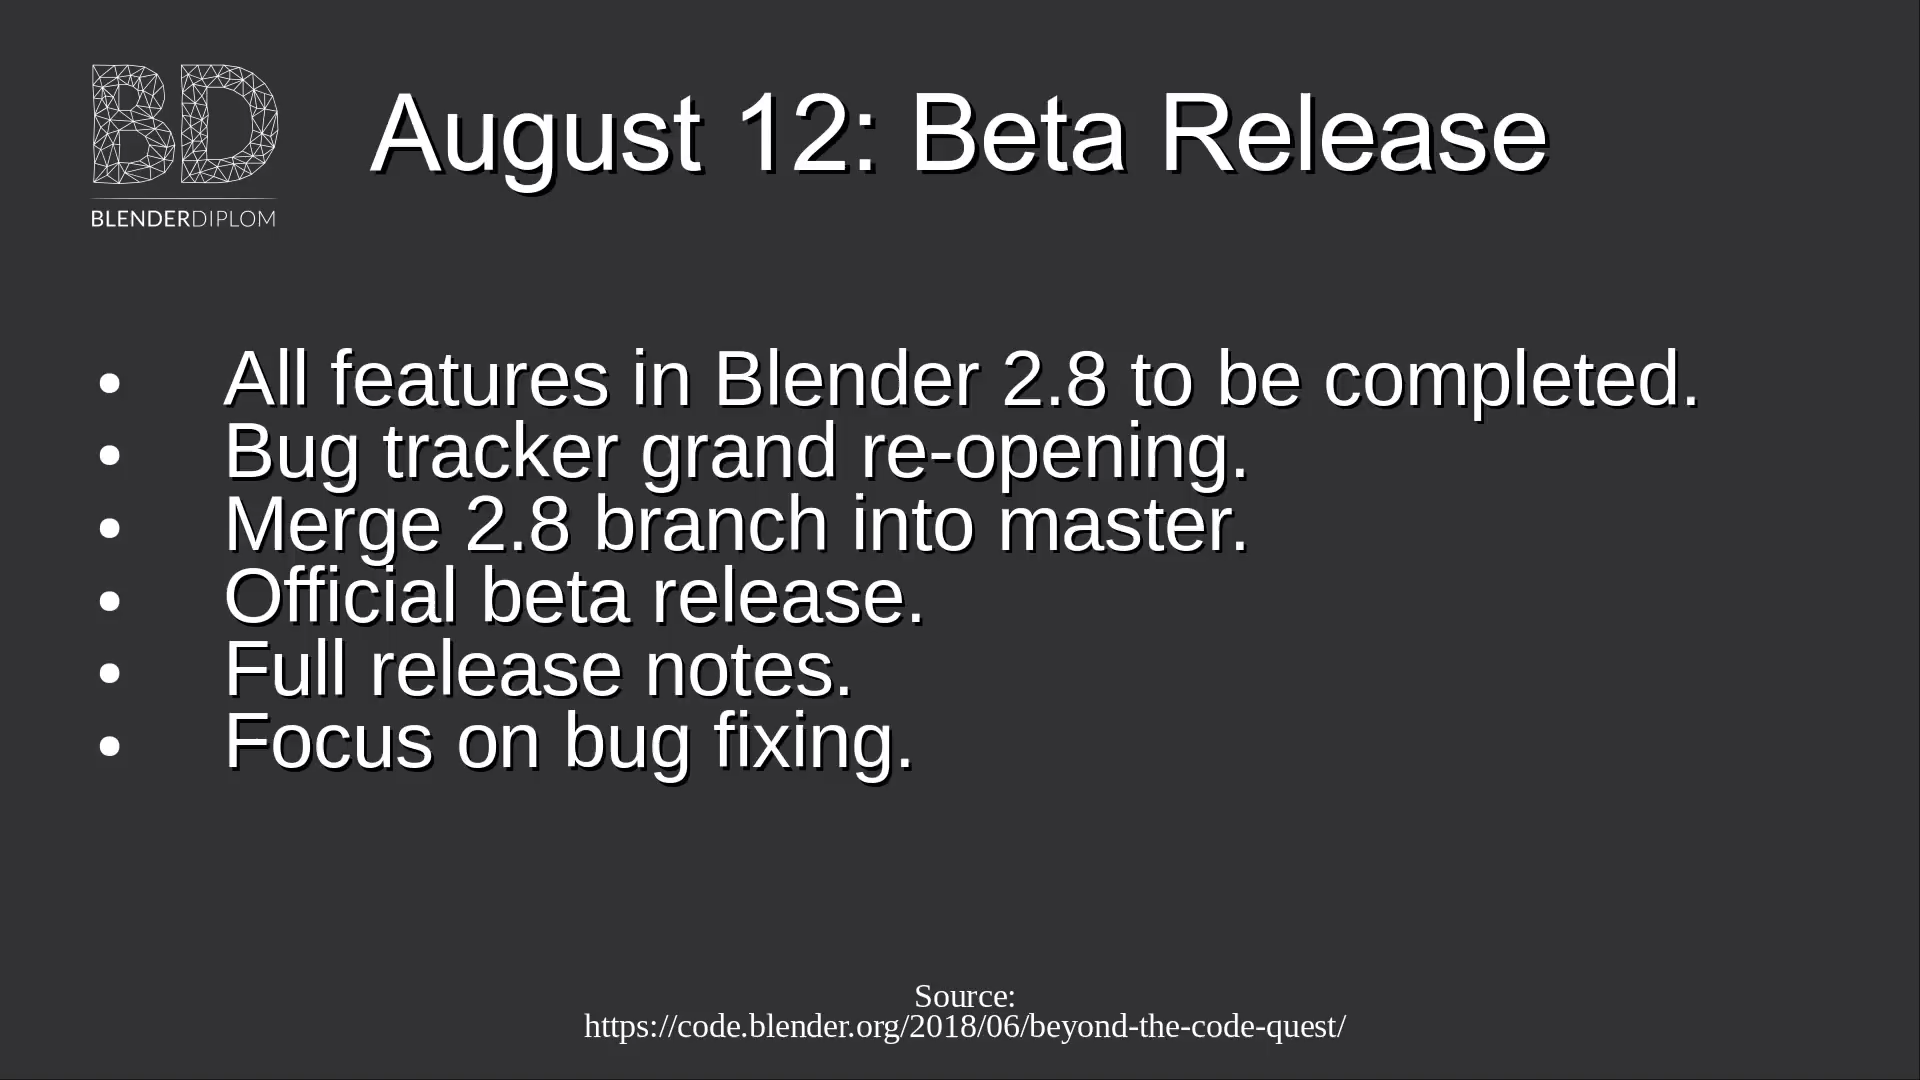 BD
BLENDERDIPLOM
August 12: Beta Release
• All features in Blender 2.8 to be completed.
• Bug tracker grand re-opening.
• Merge 2.8 branch into master.
• Official beta release.
• Full release notes.
• Focus on bug fixing.
Source:
https://code.blender.org/2018/06/beyond-the-code-quest/